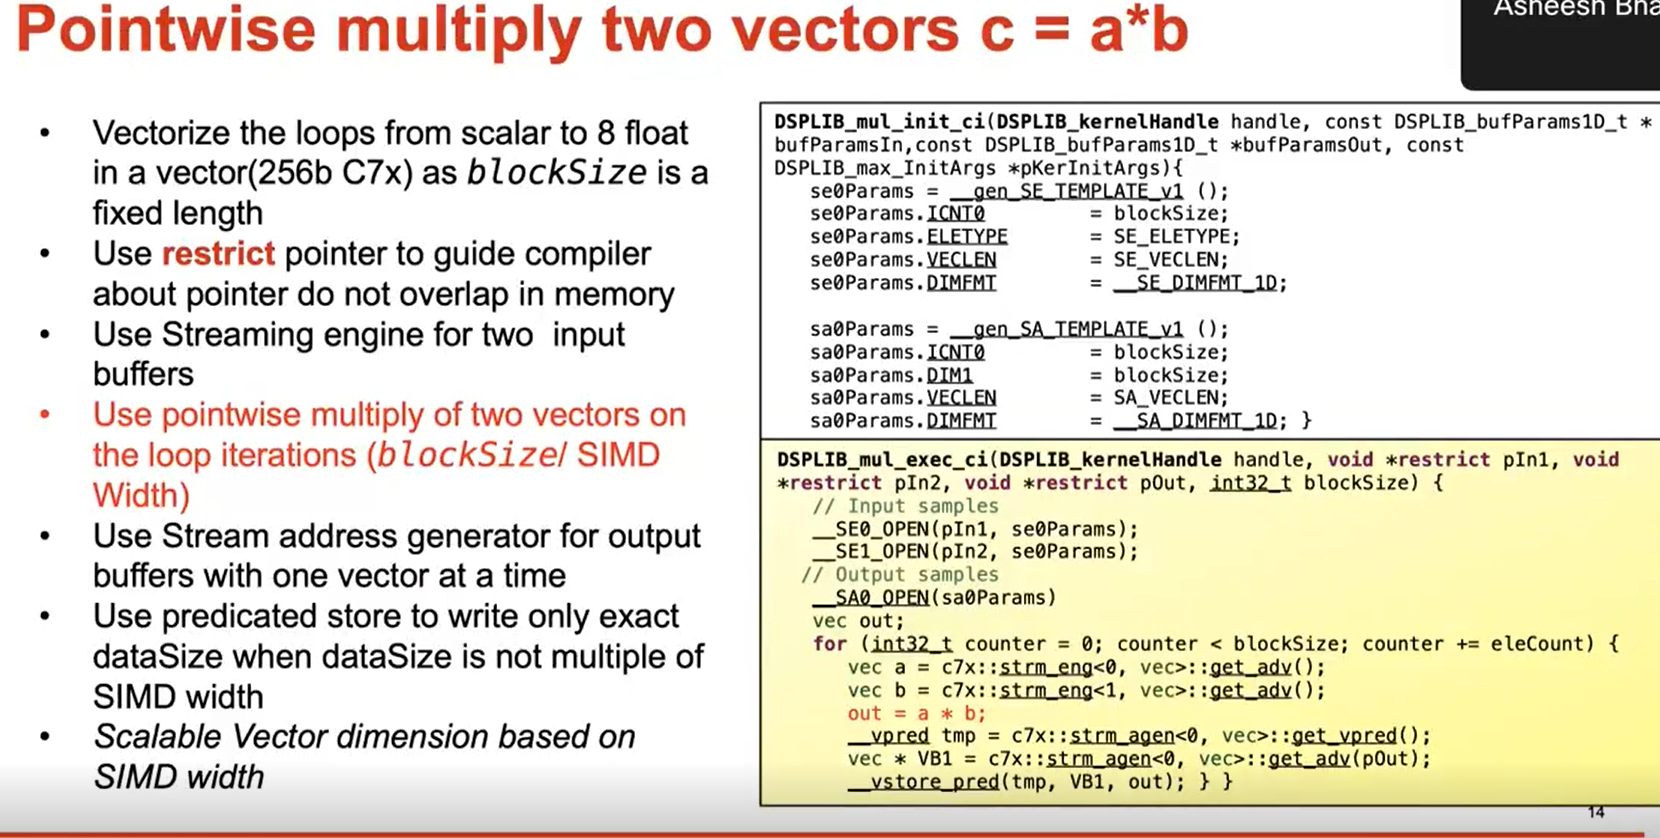 Pointwise multiply two vectors c = a*b
Asheesh Bha
• Vectorize the loops from scalar to 8 float
in a vector(256b C7x) as blockSize is a
fixed length
• Use restrict pointer to guide compiler
about pointer do not overlap in memory
• Use Streaming engine for two input
buffers
• Use pointwise multiply of two vectors on
the loop iterations (blockSize/ SIMD
Width)
• Use Stream address generator for output
buffers with one vector at a time
• Use predicated store to write only exact
dataSize when dataSize is not multiple of
SIMD width
• Scalable Vector dimension based on
SIMD width
DSPLIB_mul_init_ci(DSPLIB_kernelHandle handle, const DSPLIB_bufParams1D_t *
bufParamsIn,const DSPLIB_bufParams1D_t *bufParamsOut, const
DSPLIB_max_InitArgs *pKerInitArgs){
se0Params = __gen_SE_TEMPLATE_v1 ();
se0Params.ICNT0 = blockSize;
se0Params.ELETYPE = SE_ELETYPE;
se0Params.VECLEN = SE_VECLEN;
se0Params.DIMFMT = __SE_DIMFMT_1D;
sa0Params = __gen_SA_TEMPLATE_v1 ();
sa0Params.ICNT0 = blockSize;
sa0Params.DIM1 = blockSize;
sa0Params.VECLEN = SA_VECLEN;
sa0Params.DIMFMT = __SA_DIMFMT_1D; }
DSPLIB_mul_exec_ci(DSPLIB_kernelHandle handle, void *restrict pIn1, void
*restrict pIn2, void *restrict pOut, int32_t blockSize) {
// Input samples
__SE0_OPEN(pIn1, se0Params);
__SE1_OPEN(pIn2, se0Params);
// Output samples
__SA0_OPEN(sa0Params)
vec out;
for (int32_t counter = 0; counter < blockSize; counter += eleCount) {
vec a = c7x::strm_eng<0, vec>::get_adv();
vec b = c7x::strm_eng<1, vec>::get_adv();
out = a * b;
__vpred tmp = c7x::strm_agen<0, vec>::get_vpred();
vec * VB1 = c7x::strm_agen<0, vec>::get_adv(pOut);
__vstore_pred(tmp, VB1, out); } }
14